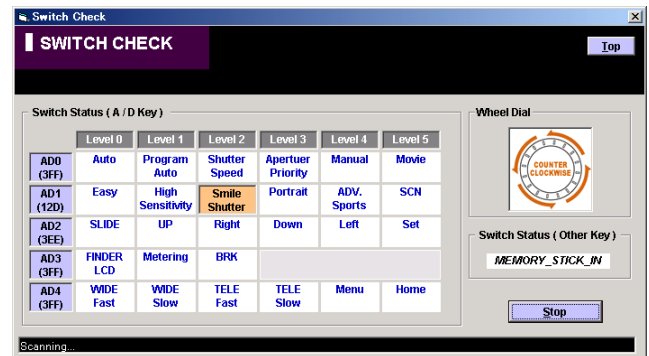 Switch Check
SWITCH CHECK
Top
Switch Status ( A / D Key )
Level 0 Level 1 Level 2 Level 3 Level 4 Level 5
AD0 (3FF) Auto Program Auto Shutter Speed Apertuer Priority Manual Movie
AD1 (12D) Easy High Sensitivity Smile Shutter Portrait ADV. Sports SCN
AD2 (3EE) SLIDE UP Right Down Left Set
AD3 (3FF) FINDER LCD Metering BRK
AD4 (3FF) WIDE Fast WIDE Slow TELE Fast TELE Slow Menu Home
Wheel Dial
COUNTER
CLOCKWISE
Switch Status ( Other Key )
MEMORY_STICK_IN
Stop
Scanning...